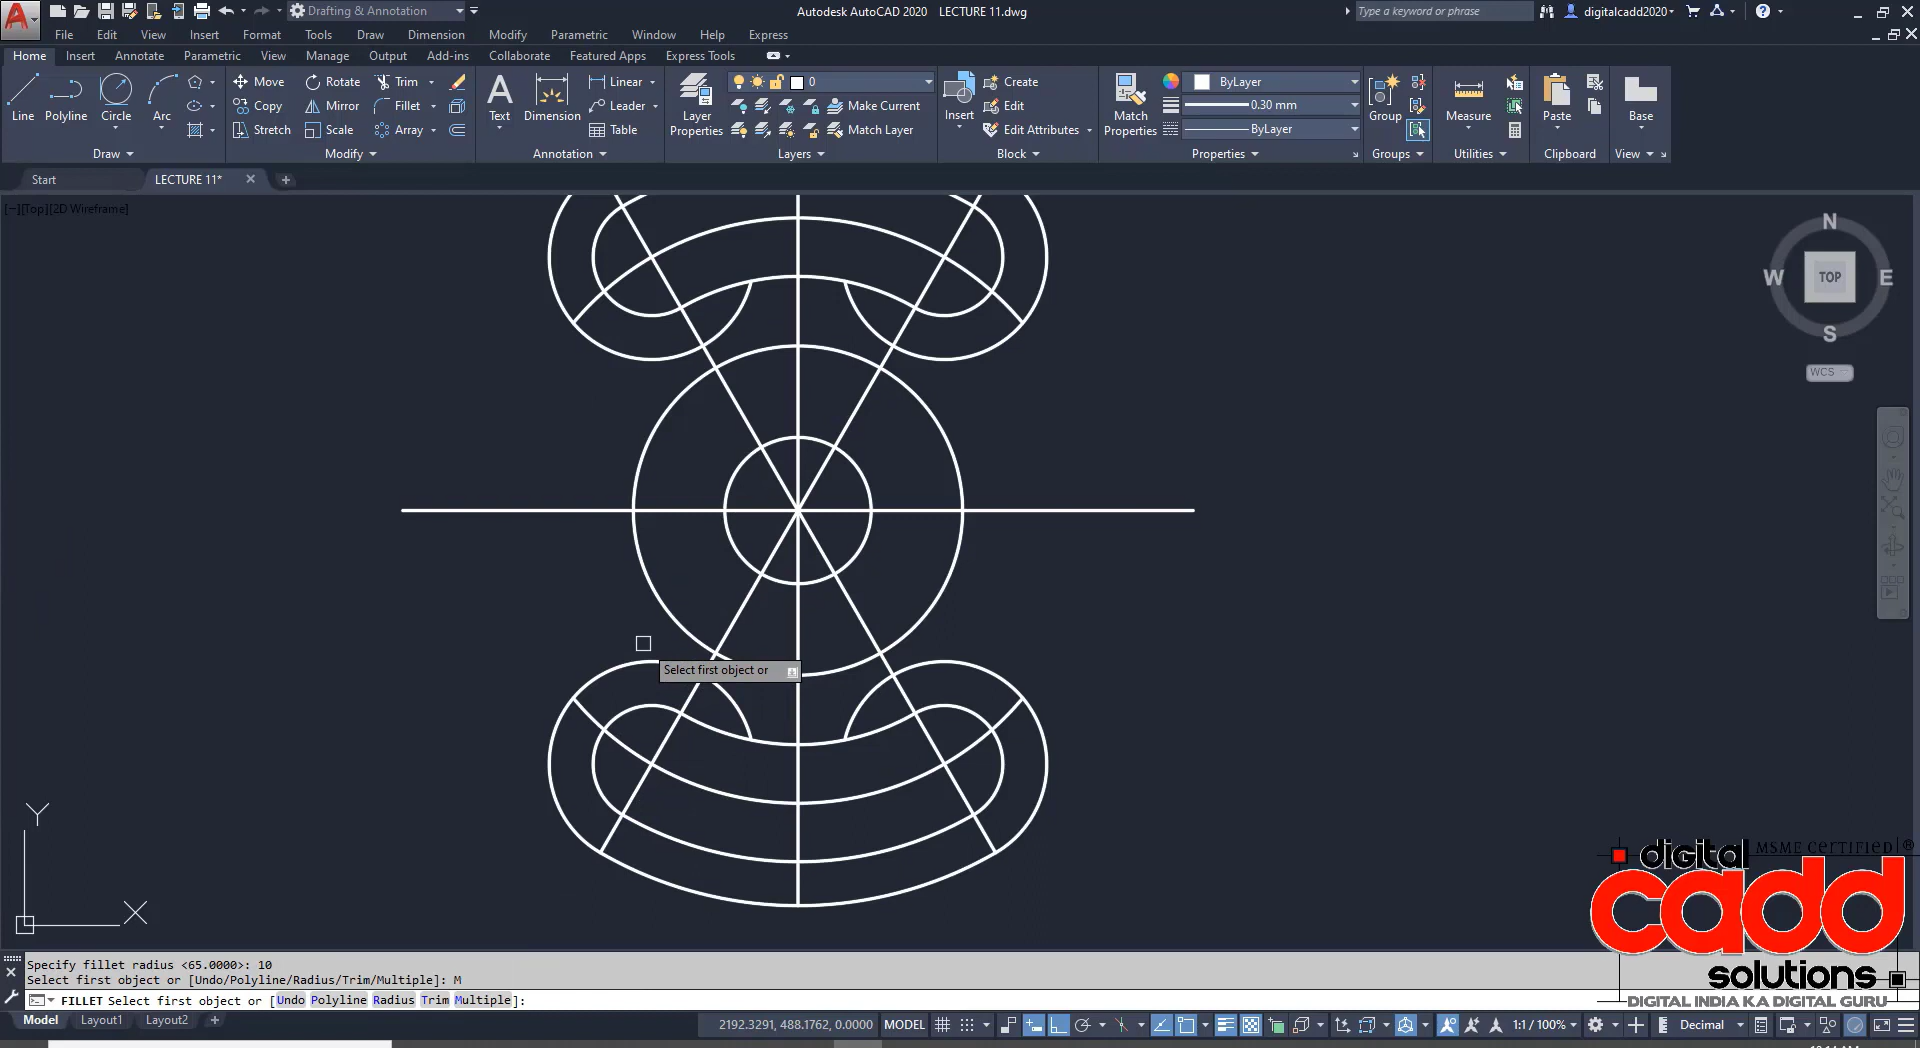 Drafting & Annotation
Autodesk AutoCAD 2020 LECTURE 11.dwg
Type a keyword or phrase
digitalcadd2020
File Edit View Insert Format Tools Draw Dimension Modify Parametric Window Help Express
Home Insert Annotate Parametric View Manage Output Add-ins Collaborate Featured Apps Express Tools
Line Polyline Circle Arc
Move Rotate Trim
Copy Mirror Fillet
Stretch Scale Array
Text Dimension
Linear
Leader
Table
Layer Properties
0
Make Current
Match Layer
Insert
Create
Edit
Edit Attributes
Match Properties
ByLayer
0.30 mm
ByLayer
Group
Measure
Paste
Base
Draw Modify Annotation Layers Block Properties Groups Utilities Clipboard View
Start LECTURE 11*
[−][Top][2D Wireframe]
N
W TOP E
S
WCS
Select first object or
Y
X
digital MSME CERTIFIED ®
cadd
solutions
DIGITAL INDIA KA DIGITAL GURU
Specify fillet radius <65.0000>: 10
Select first object or [Undo/Polyline/Radius/Trim/Multiple]: M
FILLET Select first object or [Undo Polyline Radius Trim Multiple]:
Model Layout1 Layout2
2192.3291, 488.1762, 0.0000 MODEL
1:1 / 100%
Decimal